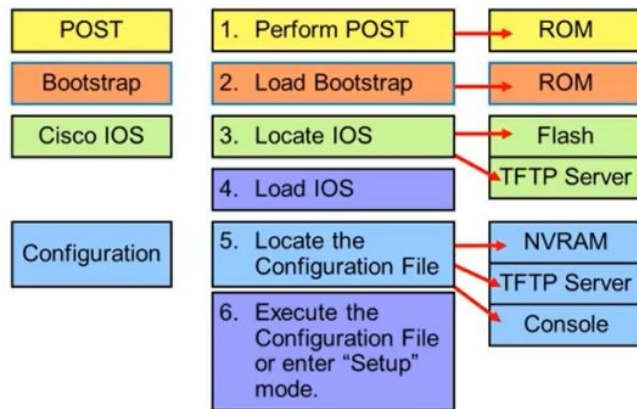 POST
1. Perform POST
ROM
Bootstrap
2. Load Bootstrap
ROM
Cisco IOS
3. Locate IOS
Flash
TFTP Server
4. Load IOS
Configuration
5. Locate the
Configuration File
NVRAM
TFTP Server
Console
6. Execute the
Configuration File
or enter “Setup”
mode.